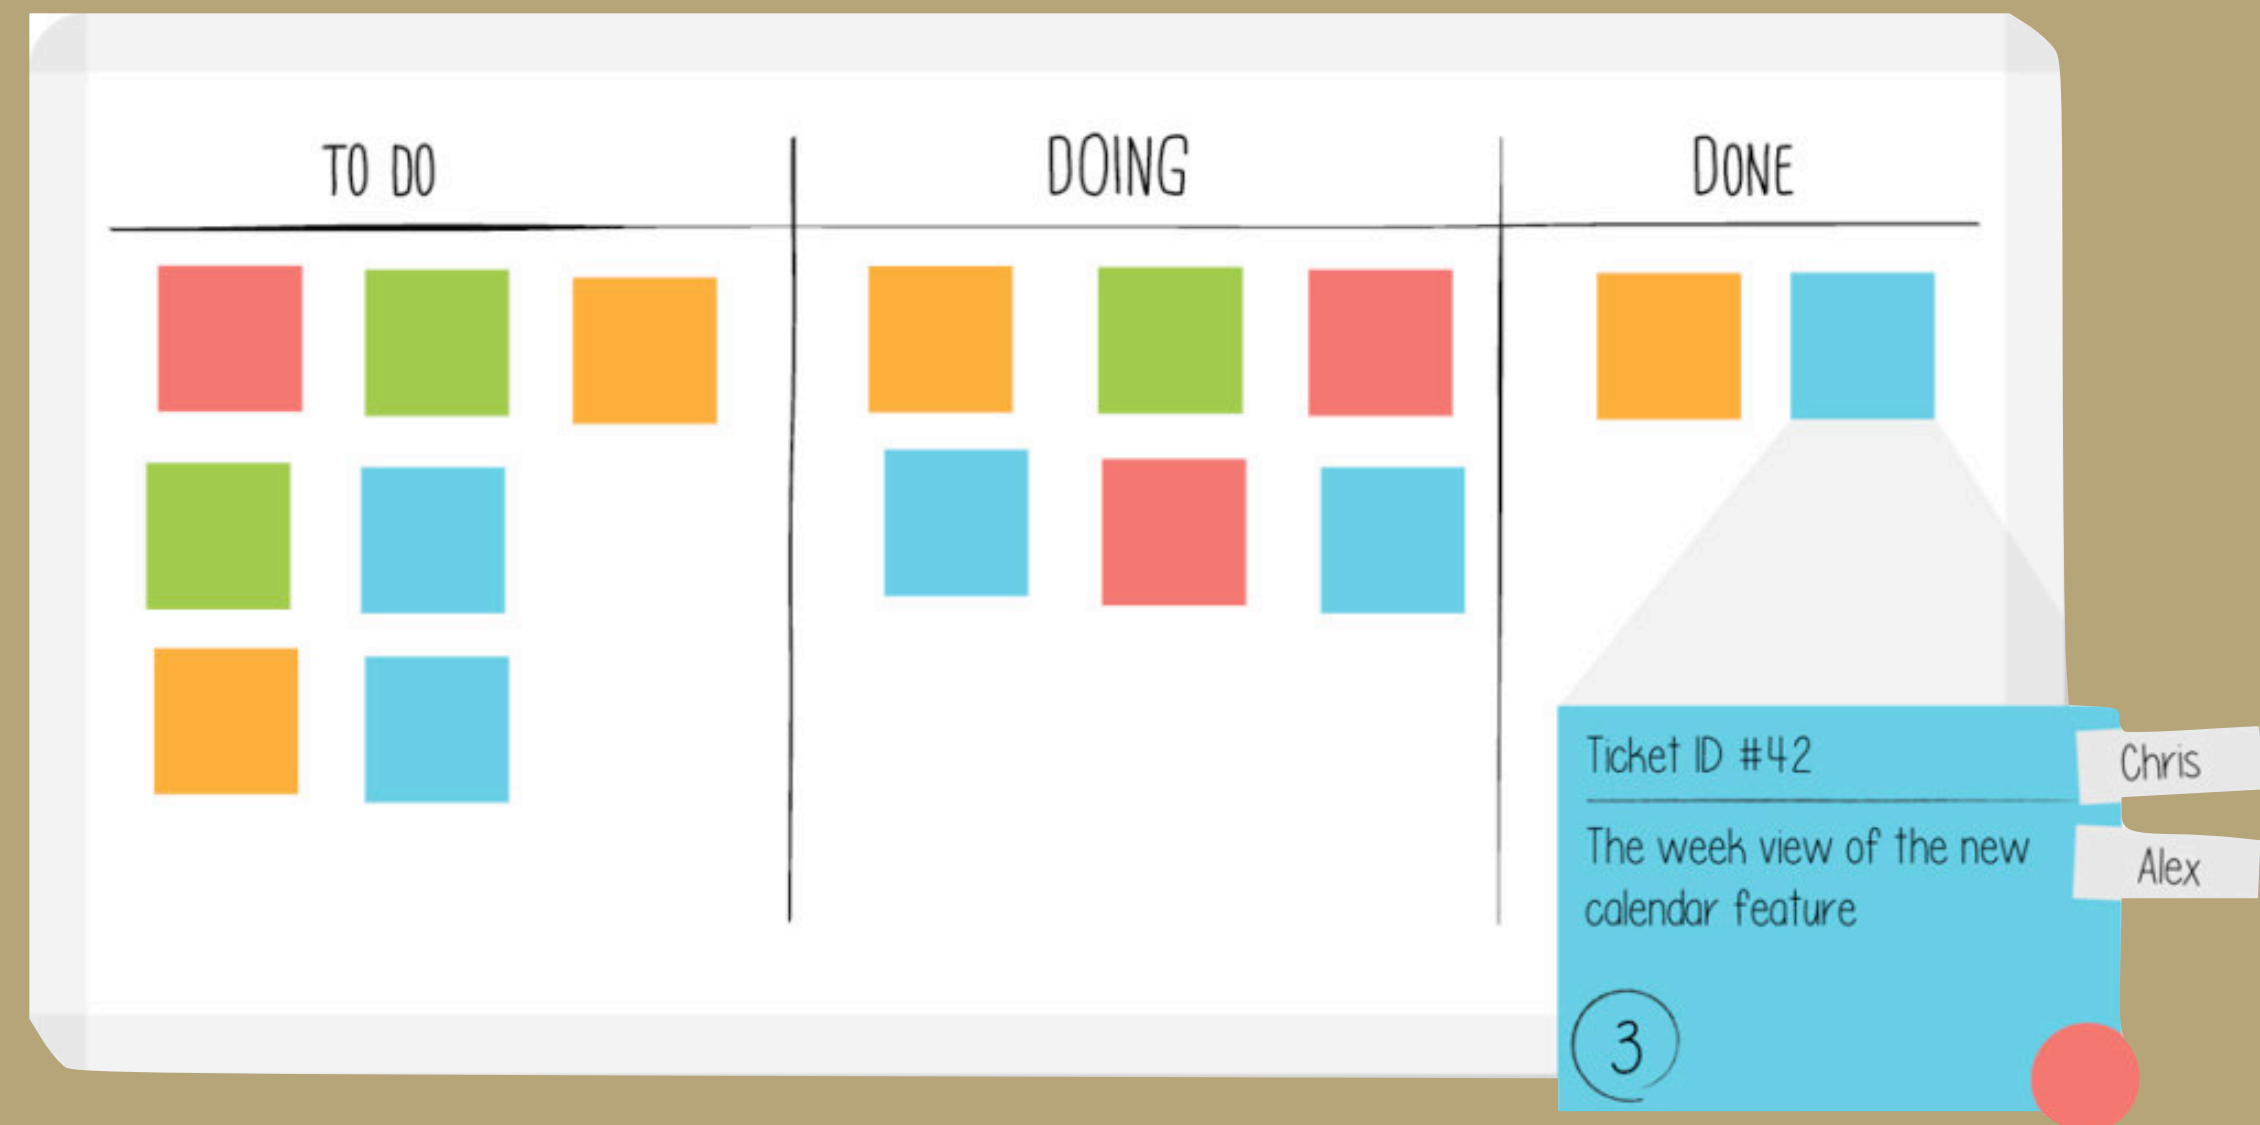 TO DO
DOING
DONE
Ticket ID #42
Chris
The week view of the new
calendar feature
Alex
3